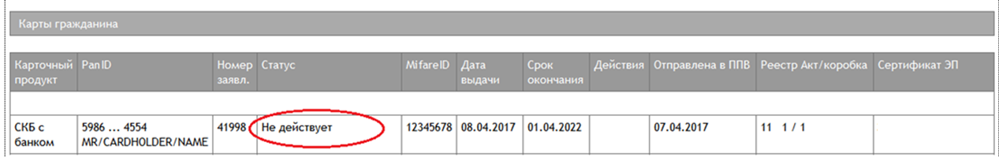 Карты гражданина
Карточный продукт PanID Номер заявл. Статус MifareID Дата выдачи Срок окончания Действия Отправлена в ППВ Реестр Акт/коробка Сертификат ЭП
СКБ с банком 5986 ... 4554 MR/CARDHOLDER/NAME 41998 Не действует 12345678 08.04.2017 01.04.2022 07.04.2017 11 1 / 1